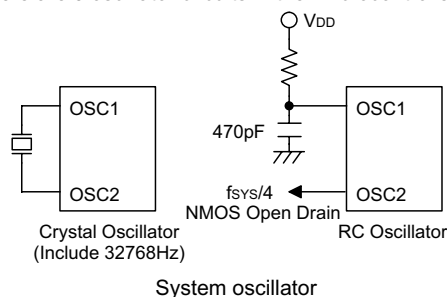 VDD
OSC1
OSC2
Crystal Oscillator
(Include 32768Hz)
470pF
OSC1
fSYS/4
NMOS Open Drain
OSC2
RC Oscillator
System oscillator